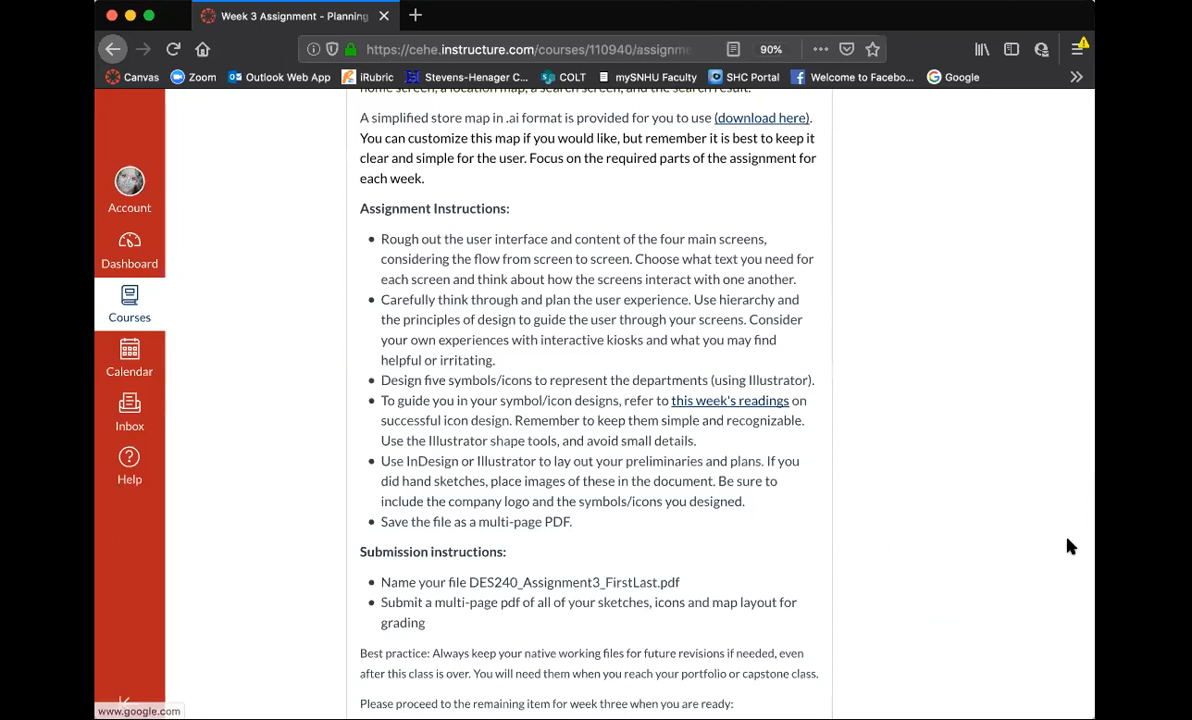 Week 3 Assignment - Planning
https://cehe.instructure.com/courses/110940/assignme
90%
Canvas
Zoom
Outlook Web App
iRubric
Stevens-Henager C...
COLT
mySNHU Faculty
SHC Portal
Welcome to Facebo...
Google
home screen, a location map, a search screen, and the search result.
A simplified store map in .ai format is provided for you to use (download here).
You can customize this map if you would like, but remember it is best to keep it
clear and simple for the user. Focus on the required parts of the assignment for
each week.
Assignment Instructions:
• Rough out the user interface and content of the four main screens,
considering the flow from screen to screen. Choose what text you need for
each screen and think about how the screens interact with one another.
• Carefully think through and plan the user experience. Use hierarchy and
the principles of design to guide the user through your screens. Consider
your own experiences with interactive kiosks and what you may find
helpful or irritating.
• Design five symbols/icons to represent the departments (using Illustrator).
• To guide you in your symbol/icon designs, refer to this week's readings on
successful icon design. Remember to keep them simple and recognizable.
Use the Illustrator shape tools, and avoid small details.
• Use InDesign or Illustrator to lay out your preliminaries and plans. If you
did hand sketches, place images of these in the document. Be sure to
include the company logo and the symbols/icons you designed.
• Save the file as a multi-page PDF.
Submission instructions:
• Name your file DES240_Assignment3_FirstLast.pdf
• Submit a multi-page pdf of all of your sketches, icons and map layout for
grading
Best practice: Always keep your native working files for future revisions if needed, even
after this class is over. You will need them when you reach your portfolio or capstone class.
Please proceed to the remaining item for week three when you are ready:
Account
Dashboard
Courses
Calendar
Inbox
Help
www.google.com